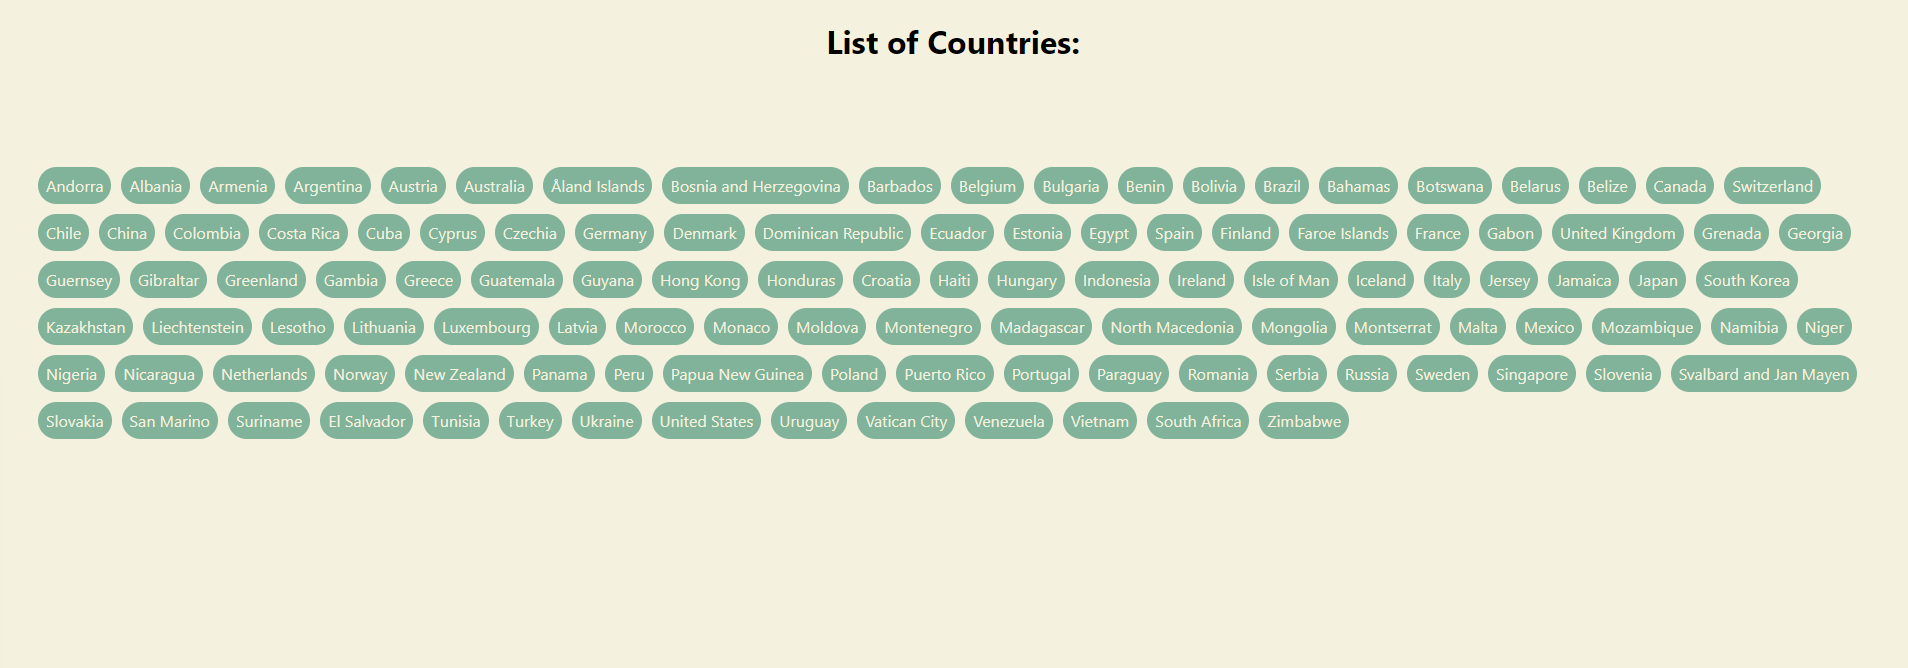 List of Countries:
Andorra Albania Armenia Argentina Austria Australia Åland Islands Bosnia and Herzegovina Barbados Belgium Bulgaria Benin Bolivia Brazil Bahamas Botswana Belarus Belize Canada Switzerland
Chile China Colombia Costa Rica Cuba Cyprus Czechia Germany Denmark Dominican Republic Ecuador Estonia Egypt Spain Finland Faroe Islands France Gabon United Kingdom Grenada Georgia
Guernsey Gibraltar Greenland Gambia Greece Guatemala Guyana Hong Kong Honduras Croatia Haiti Hungary Indonesia Ireland Isle of Man Iceland Italy Jersey Jamaica Japan South Korea
Kazakhstan Liechtenstein Lesotho Lithuania Luxembourg Latvia Morocco Monaco Moldova Montenegro Madagascar North Macedonia Mongolia Montserrat Malta Mexico Mozambique Namibia Niger
Nigeria Nicaragua Netherlands Norway New Zealand Panama Peru Papua New Guinea Poland Puerto Rico Portugal Paraguay Romania Serbia Russia Sweden Singapore Slovenia Svalbard and Jan Mayen
Slovakia San Marino Suriname El Salvador Tunisia Turkey Ukraine United States Uruguay Vatican City Venezuela Vietnam South Africa Zimbabwe